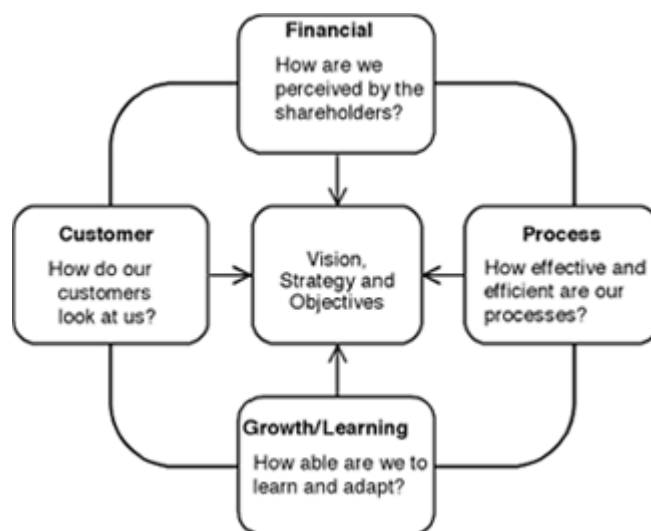 Financial
How are we
perceived by the
shareholders?
Customer
How do our
customers
look at us?
Vision,
Strategy and
Objectives
Process
How effective and
efficient are our
processes?
Growth/Learning
How able are we to
learn and adapt?